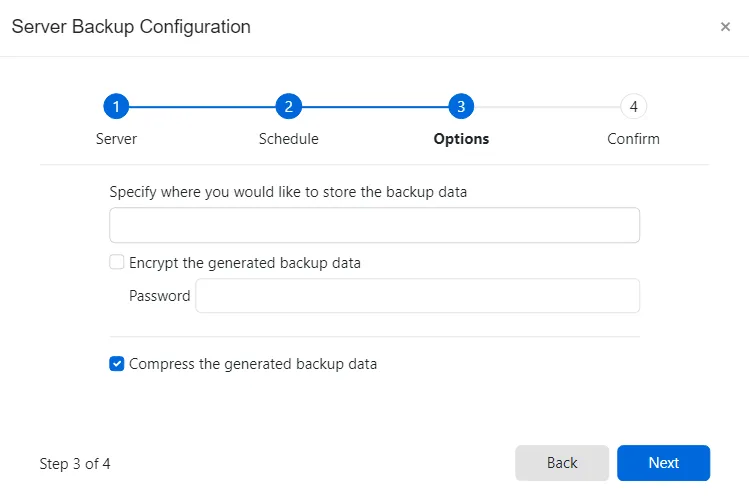 Server Backup Configuration ×
1 2 3 4
Server Schedule Options Confirm
Specify where you would like to store the backup data
Encrypt the generated backup data
Password
Compress the generated backup data
Step 3 of 4 Back Next